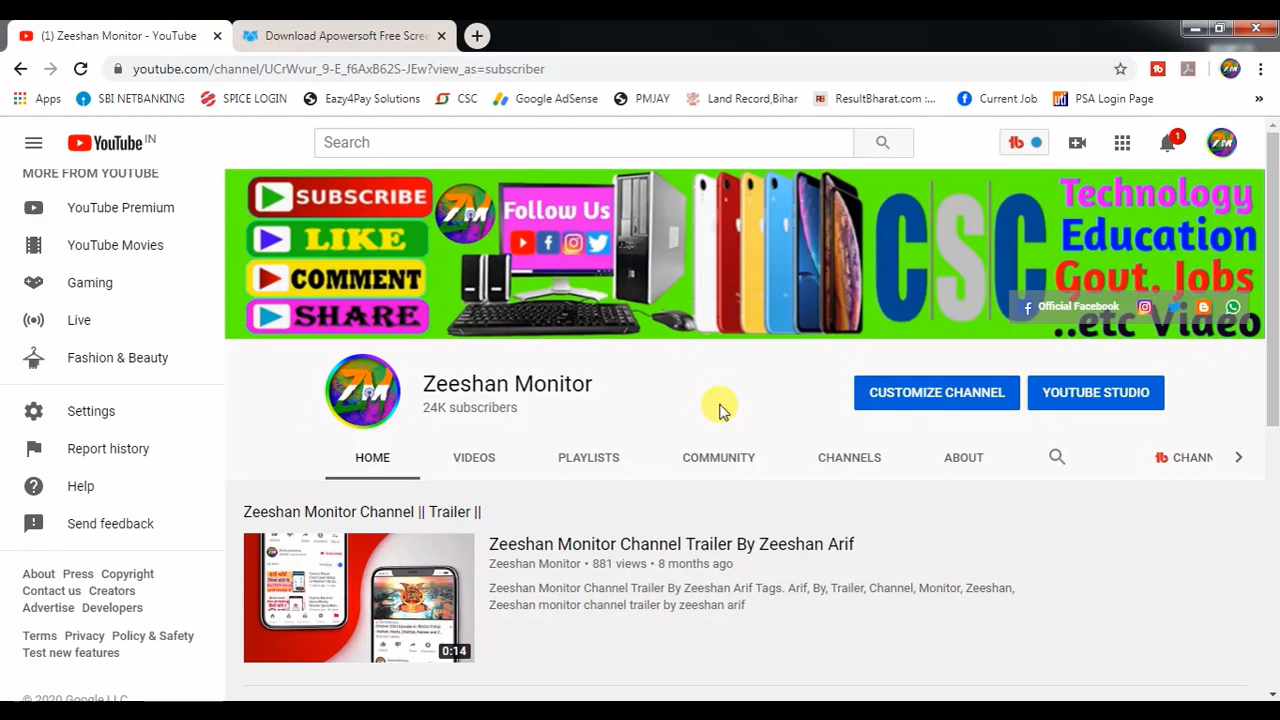 (1) Zeeshan Monitor - YouTube
Download Apowersoft Free Scre
youtube.com/channel/UCrWvur_9-E_f6AxB62S-JEw?view_as=subscriber
Apps SBI NETBANKING SPICE LOGIN Eazy4Pay Solutions CSC Google AdSense PMJAY Land Record,Bihar ResultBharat.com :... Current Job PSA Login Page »
YouTube IN
Search
1
ZM
MORE FROM YOUTUBE
YouTube Premium
YouTube Movies
Gaming
Live
Fashion & Beauty
Settings
Report history
Help
Send feedback
About Press Copyright
Contact us Creators
Advertise Developers
Terms Privacy Policy & Safety
Test new features
© 2020 Google LLC
SUBSCRIBE
LIKE
COMMENT
SHARE
ZM
Follow Us
CSC
Technology
Education
Govt. Jobs
..etc Video
Official Facebook
ZM
Zeeshan Monitor
24K subscribers
CUSTOMIZE CHANNEL
YOUTUBE STUDIO
HOME VIDEOS PLAYLISTS COMMUNITY CHANNELS ABOUT CHANN
Zeeshan Monitor Channel || Trailer ||
Zeeshan Monitor Channel Trailer By Zeeshan Arif
Zeeshan Monitor • 881 views • 8 months ago
Zeeshan Monitor Channel Trailer By Zeeshan Arif Tags. Arif, By, Trailer, Channel, Monitor, Zeeshan,
Zeeshan monitor channel trailer by zeeshan arif
0:14